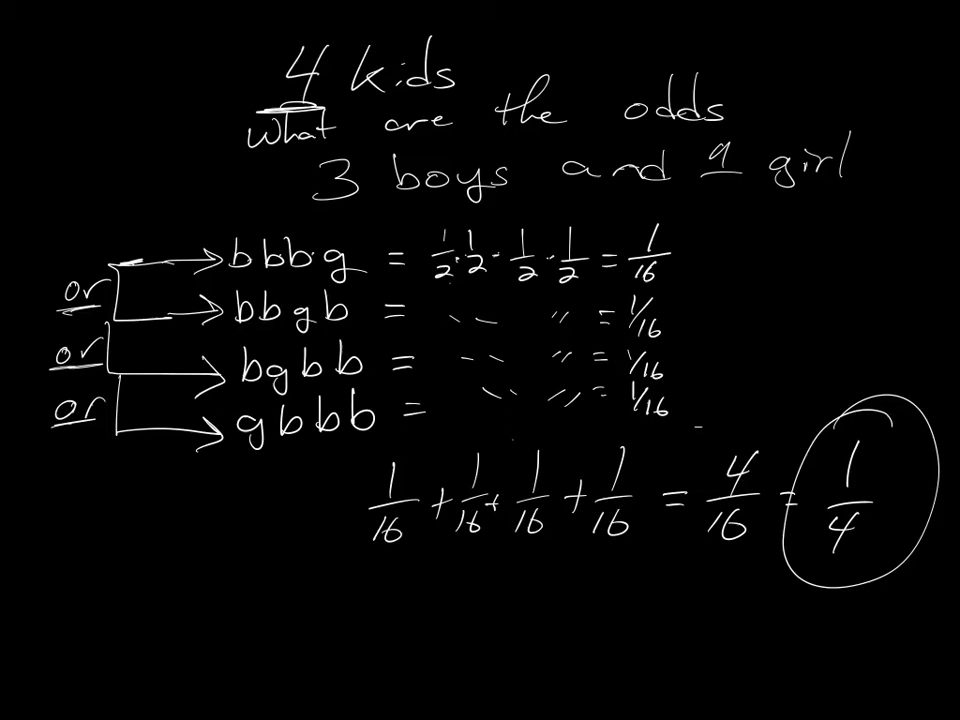 4 kids
What are the odds
3 boys and a girl
bbbg = 1/2 · 1/2 · 1/2 · 1/2 = 1/16
or
bbgb = " " = 1/16
or
bgbb = " " = 1/16
or
gbbb = " " = 1/16
1/16 + 1/16 + 1/16 + 1/16 = 4/16 = 1/4